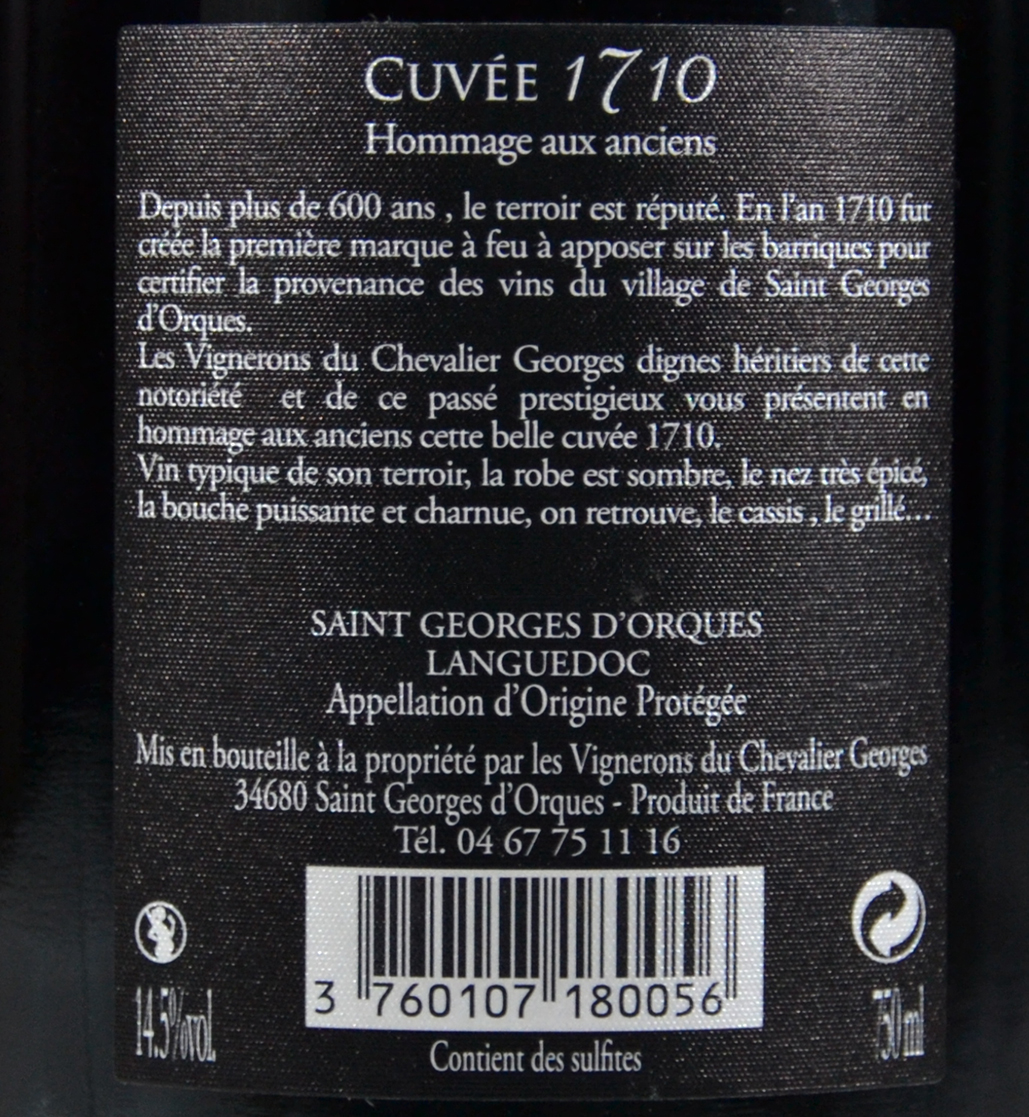 CUVÉE 1710
Hommage aux anciens
Depuis plus de 600 ans , le terroir est réputé. En l'an 1710 fut
créée la première marque à feu à apposer sur les barriques pour
certifier la provenance des vins du village de Saint Georges
d'Orques.
Les Vignerons du Chevalier Georges dignes héritiers de cette
notoriété et de ce passé prestigieux vous présentent en
hommage aux anciens cette belle cuvée 1710.
Vin typique de son terroir, la robe est sombre, le nez très épicé,
la bouche puissante et charnue, on retrouve, le cassis , le grillé...
SAINT GEORGES D'ORQUES
LANGUEDOC
Appellation d'Origine Protégée
Mis en bouteille à la propriété par les Vignerons du Chevalier Georges
34680 Saint Georges d'Orques - Produit de France
Tél. 04 67 75 11 16
3 760107 180056
14.5%vol. 750 ml
Contient des sulfites